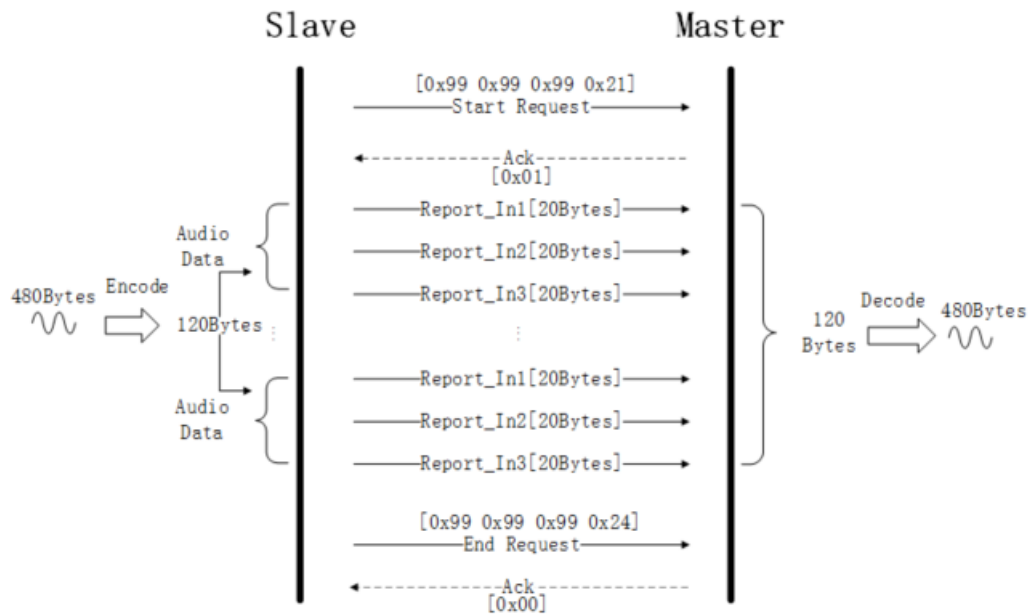 Slave
Master
[0x99 0x99 0x99 0x21]
Start Request
Ack
[0x01]
Report_In1[20Bytes]
Audio
Data
Report_In2[20Bytes]
Report_In3[20Bytes]
480Bytes
Encode
120Bytes
120
Bytes
Decode
480Bytes
Report_In1[20Bytes]
Audio
Data
Report_In2[20Bytes]
Report_In3[20Bytes]
[0x99 0x99 0x99 0x24]
End Request
Ack
[0x00]